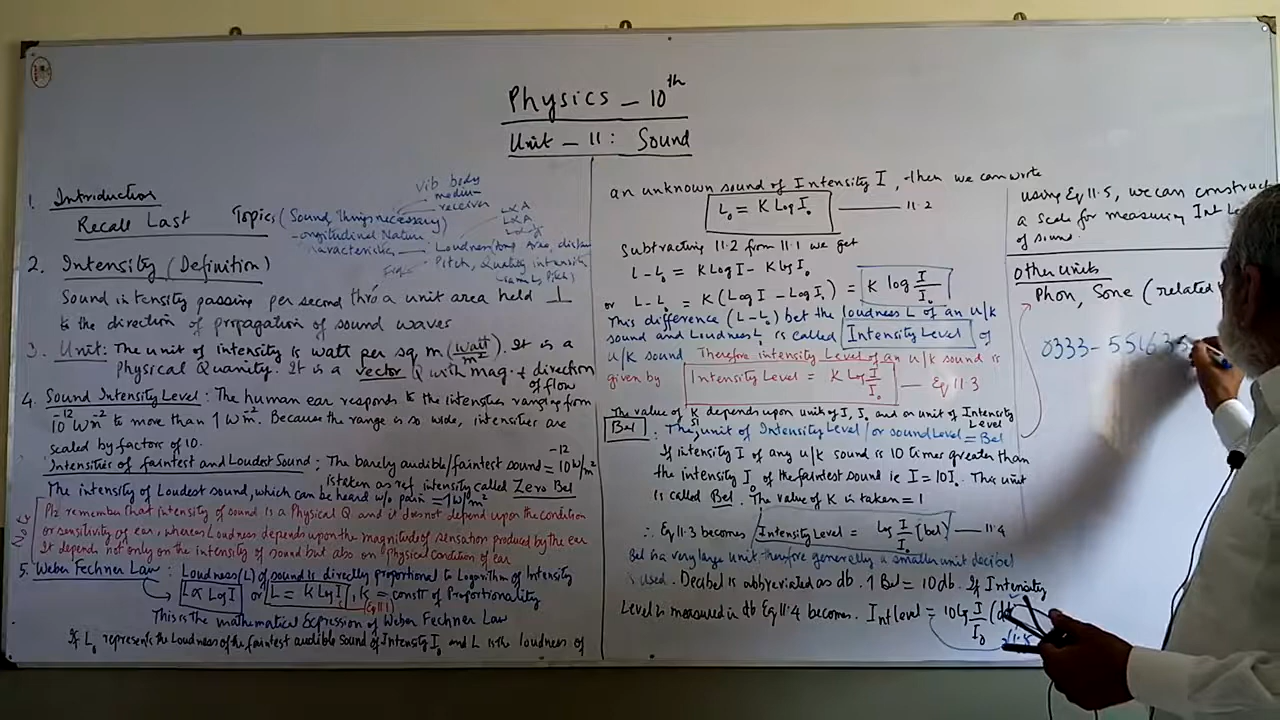 Physics - 10th
Unit - 11: Sound
1. Introduction
Recall Last Topics (Sound, Things necessary)
Vib body
medium
receiver
Loudness (Amp, Area, distan
Pitch, Quality, intensity
L∝A
L∝A
2. Intensity (Definition)
Sound intensity passing per second thro a unit area held ⊥
to the direction of propagation of sound waves
3. Unit: The unit of intensity is watt per sq m (watt/m²). It is a
Physical Quanity. It is a vector Q with mag. + direction
of flow
4. Sound Intensity Level: The human ear responds to the intensities ranging from
10⁻¹² Wm⁻² to more than 1 Wm⁻². Because the range is so wide, intensities are
scaled by factors of 10.
Intensities of faintest and Loudest Sound; The barely audible/faintest sound = 10⁻¹² W/m²
is taken as ref intensity called Zero Bel
The intensity of Loudest sound, which can be heard w/o pain = 1 W/m²
Note
Plz remember that intensity of sound is a Physical Q and it does not depend upon the condition
or sensitivity of ear, whereas Loudness depends upon the magnitude of sensation produced by the ear
It depend not only on the intensity of sound but also on Physical Condition of ear
5. Weber Fechner Law: Loudness (L) of sound is directly proportional to Logarithm of Intensity
L ∝ Log I or L = K Log I, K = constt of Proportionality
(Eq 11.1)
This is the mathematical Expression of Weber Fechner Law
If L₀ represents the Loudness of the faintest audible Sound of Intensity I₀ and L is the loudness of
an unknown sound of Intensity I, then we can write
L₀ = K Log I₀ ——— 11.2
Subtracting 11.2 from 11.1 we get
L - L₀ = K Log I - K log I₀
or L - L₀ = K (Log I - Log I₀) = K log I/I₀
This difference (L - L₀) bet the loudness L of an u/k
sound and Loudness L₀ is called Intensity Level of
u/k sound. Therefore intensity Level of an u/k sound is
given by Intensity Level = K Log I/I₀ — Eq 11.3
The value of K depends upon unit of I, I₀ and on unit of Intensity
Level
Bel: The SI unit of Intensity Level/or sound Level = Bel
If intensity I of any u/k sound is 10 times greater than
the intensity I₀ of the faintest sound ie I = 10I₀. This unit
is called Bel. The value of K is taken = 1
∴ Eq 11.3 becomes Intensity Level = log I/I₀ (bel) — 11.4
Bel is a very large unit, therefore generally a smaller unit decibel
is used. Decibel is abbreviated as db. 1 Bel = 10 db. If Intensity
Level is measured in db Eq 11.4 becomes. Int level = 10 log I/I₀ (db
11.5
using Eq 11.5, we can construct
a scale for measuring Int Le
of sound.
Other Units
Phon, Sone (related
0333-55163